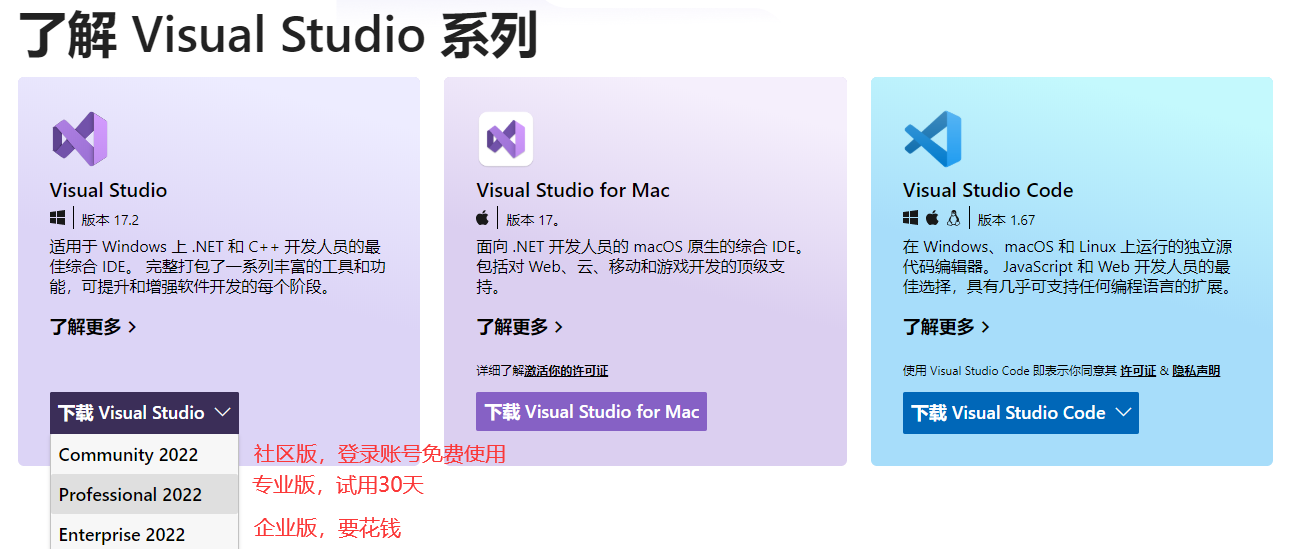 了解 Visual Studio 系列
Visual Studio
版本 17.2
适用于 Windows 上 .NET 和 C++ 开发人员的最
佳综合 IDE。 完整打包了一系列丰富的工具和功
能，可提升和增强软件开发的每个阶段。
了解更多
下载 Visual Studio
Community 2022
社区版，登录账号免费使用
Professional 2022
专业版，试用30天
Enterprise 2022
企业版，要花钱
Visual Studio for Mac
版本 17。
面向 .NET 开发人员的 macOS 原生的综合 IDE。
包括对 Web、云、移动和游戏开发的顶级支
持。
了解更多
详细了解激活你的许可证
下载 Visual Studio for Mac
Visual Studio Code
版本 1.67
在 Windows、macOS 和 Linux 上运行的独立源
代码编辑器。 JavaScript 和 Web 开发人员的最
佳选择，具有几乎可支持任何编程语言的扩展。
了解更多
使用 Visual Studio Code 即表示你同意其 许可证 & 隐私声明
下载 Visual Studio Code